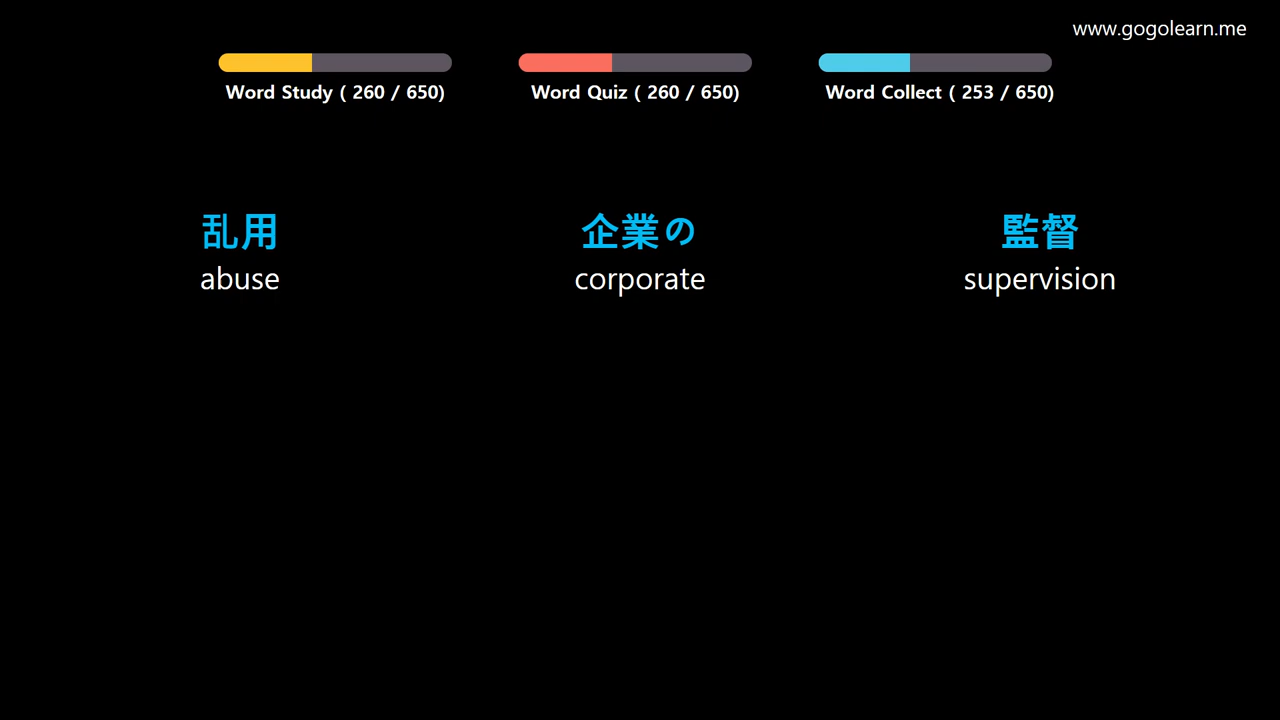 www.gogolearn.me
Word Study ( 260 / 650)
Word Quiz ( 260 / 650)
Word Collect ( 253 / 650)
乱用
abuse
企業の
corporate
監督
supervision